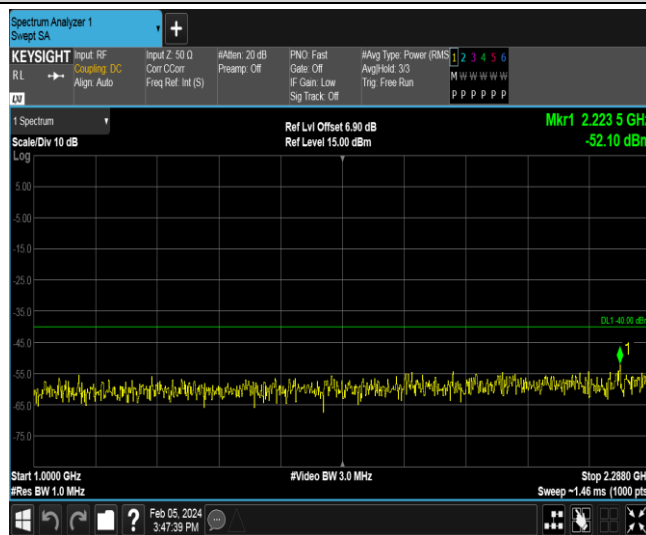 Spectrum Analyzer 1
Swept SA
+
KEYSIGHT
RL
LXI
Input: RF
Coupling: DC
Align: Auto
Input Z: 50 Ω
Corr CCorr
Freq Ref: Int (S)
#Atten: 20 dB
Preamp: Off
PNO: Fast
Gate: Off
IF Gain: Low
Sig Track: Off
#Avg Type: Power (RMS
Avg|Hold: 3/3
Trig: Free Run
1 2 3 4 5 6
M W W W W W
P P P P P P
1 Spectrum
Scale/Div 10 dB
Log
Ref Lvl Offset 6.90 dB
Ref Level 15.00 dBm
Mkr1 2.223 5 GHz
-52.10 dBm
5.00
-5.00
-15.0
-25.0
-35.0
-45.0
-55.0
-65.0
-75.0
DL1 -40.00 dBm
1
Start 1.0000 GHz
#Res BW 1.0 MHz
#Video BW 3.0 MHz
Stop 2.2880 GHz
Sweep ~1.46 ms (1000 pts
?
Feb 05, 2024
3:47:39 PM